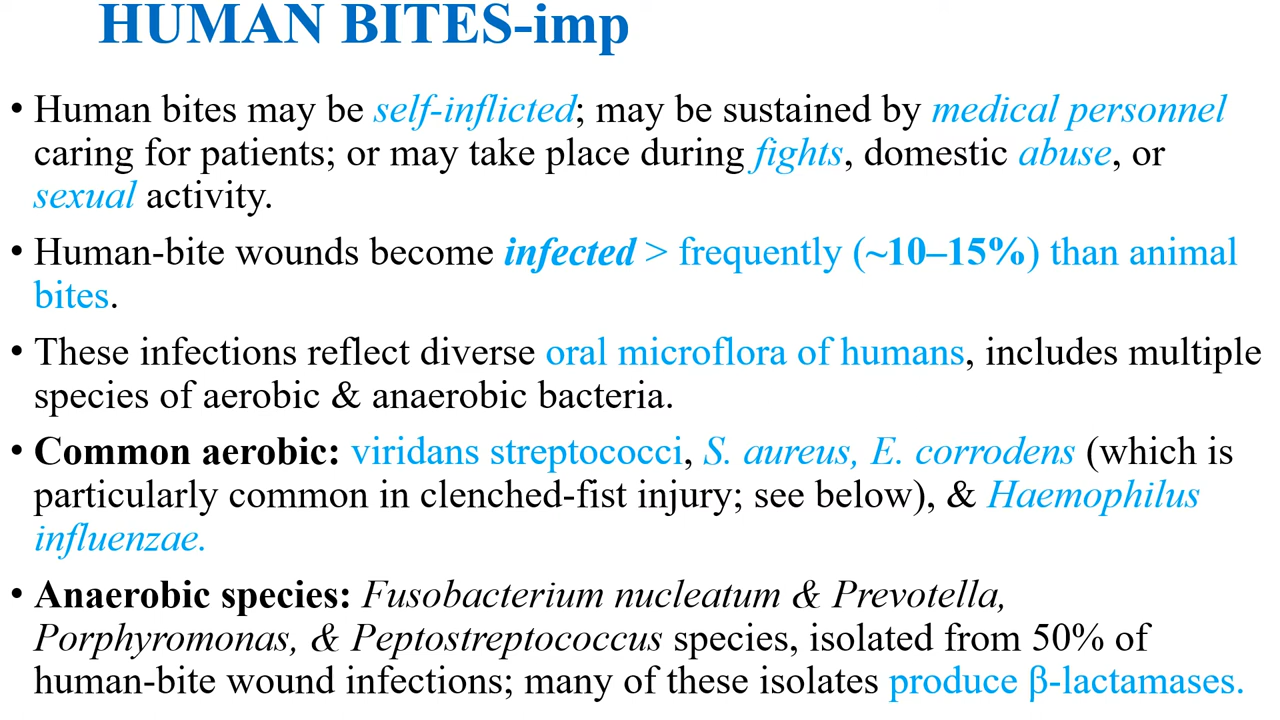 HUMAN BITES-imp
• Human bites may be self-inflicted; may be sustained by medical personnel
caring for patients; or may take place during fights, domestic abuse, or
sexual activity.
• Human-bite wounds become infected > frequently (~10–15%) than animal
bites.
• These infections reflect diverse oral microflora of humans, includes multiple
species of aerobic & anaerobic bacteria.
• Common aerobic: viridans streptococci, S. aureus, E. corrodens (which is
particularly common in clenched-fist injury; see below), & Haemophilus
influenzae.
• Anaerobic species: Fusobacterium nucleatum & Prevotella,
Porphyromonas, & Peptostreptococcus species, isolated from 50% of
human-bite wound infections; many of these isolates produce β-lactamases.